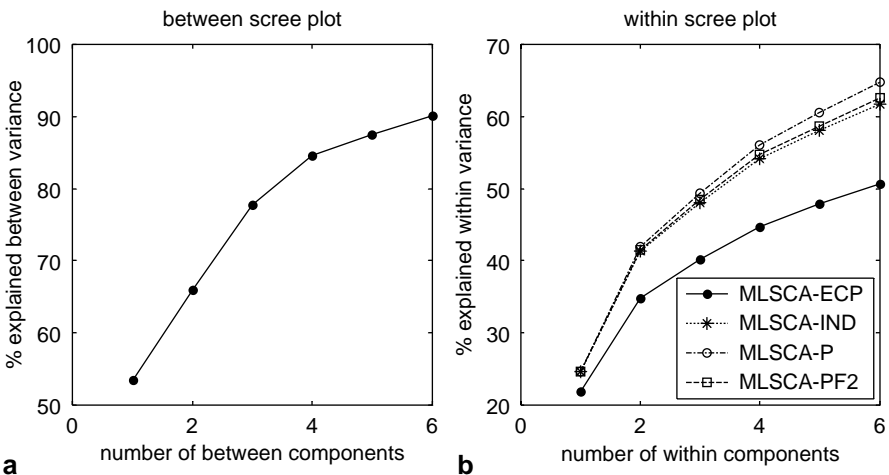 between scree plot
100
90
80
70
60
50
% explained between variance
0
2
4
6
number of between components
a
within scree plot
70
60
50
40
30
20
% explained within variance
0
2
4
6
number of within components
MLSCA-ECP
MLSCA-IND
MLSCA-P
MLSCA-PF2
b